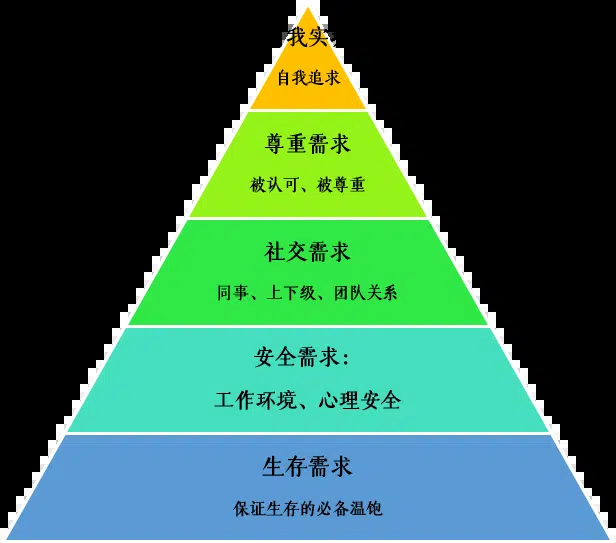 我实
自我追求
尊重需求
被认可、被尊重
社交需求
同事、上下级、团队关系
安全需求：
工作环境、心理安全
生存需求
保证生存的必备温饱